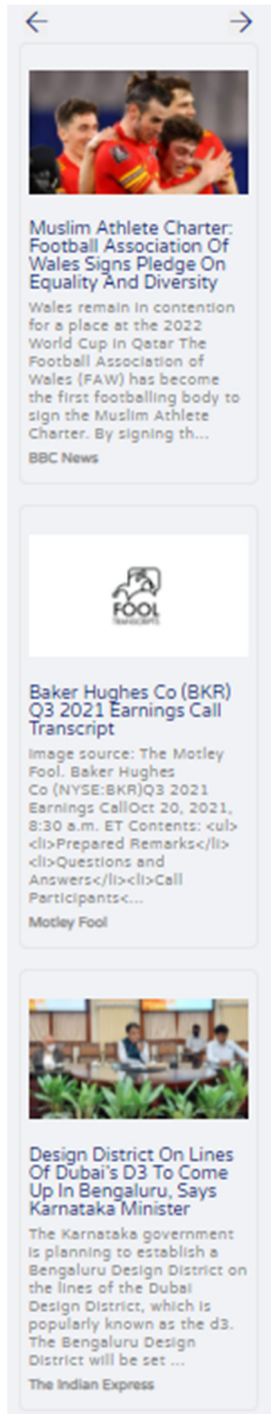 Muslim Athlete Charter:
Football Association Of
Wales Signs Pledge On
Equality And Diversity
Wales remain in contention
for a place at the 2022
World Cup in Qatar The
Football Association of
Wales (FAW) has become
the first footballing body to
sign the Muslim Athlete
Charter. By signing th...
BBC News
FOOL
TRANSCRIPTS
Baker Hughes Co (BKR)
Q3 2021 Earnings Call
Transcript
Image source: The Motley
Fool. Baker Hughes
Co (NYSE:BKR)Q3 2021
Earnings CallOct 20, 2021,
8:30 a.m. ET Contents: <ul>
<li>Prepared Remarks</li>
<li>Questions and
Answers</li><li>Call
Participants<...
Motley Fool
Design District On Lines
Of Dubai's D3 To Come
Up In Bengaluru, Says
Karnataka Minister
The Karnataka government
is planning to establish a
Bengaluru Design District on
the lines of the Dubai
Design District, which is
popularly known as the d3.
The Bengaluru Design
District will be set ...
The Indian Express